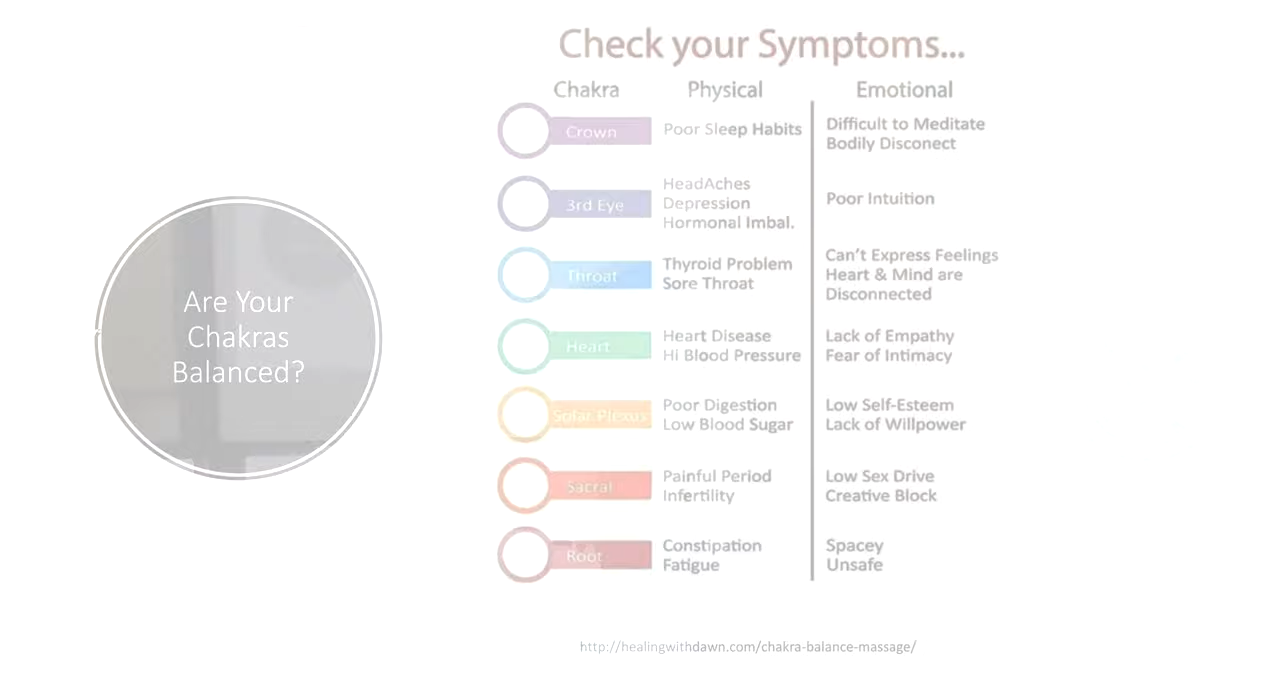 Are Your
Chakras
Balanced?
Check your Symptoms...
Chakra Physical Emotional
Crown Poor Sleep Habits Difficult to Meditate
Bodily Disconect
3rd Eye HeadAches
Depression
Hormonal Imbal. Poor Intuition
Throat Thyroid Problem
Sore Throat Can't Express Feelings
Heart & Mind are
Disconnected
Heart Heart Disease
Hi Blood Pressure Lack of Empathy
Fear of Intimacy
Solar Plexus Poor Digestion
Low Blood Sugar Low Self-Esteem
Lack of Willpower
Sacral Painful Period
Infertility Low Sex Drive
Creative Block
Root Constipation
Fatigue Spacey
Unsafe
http://healingwithdawn.com/chakra-balance-massage/